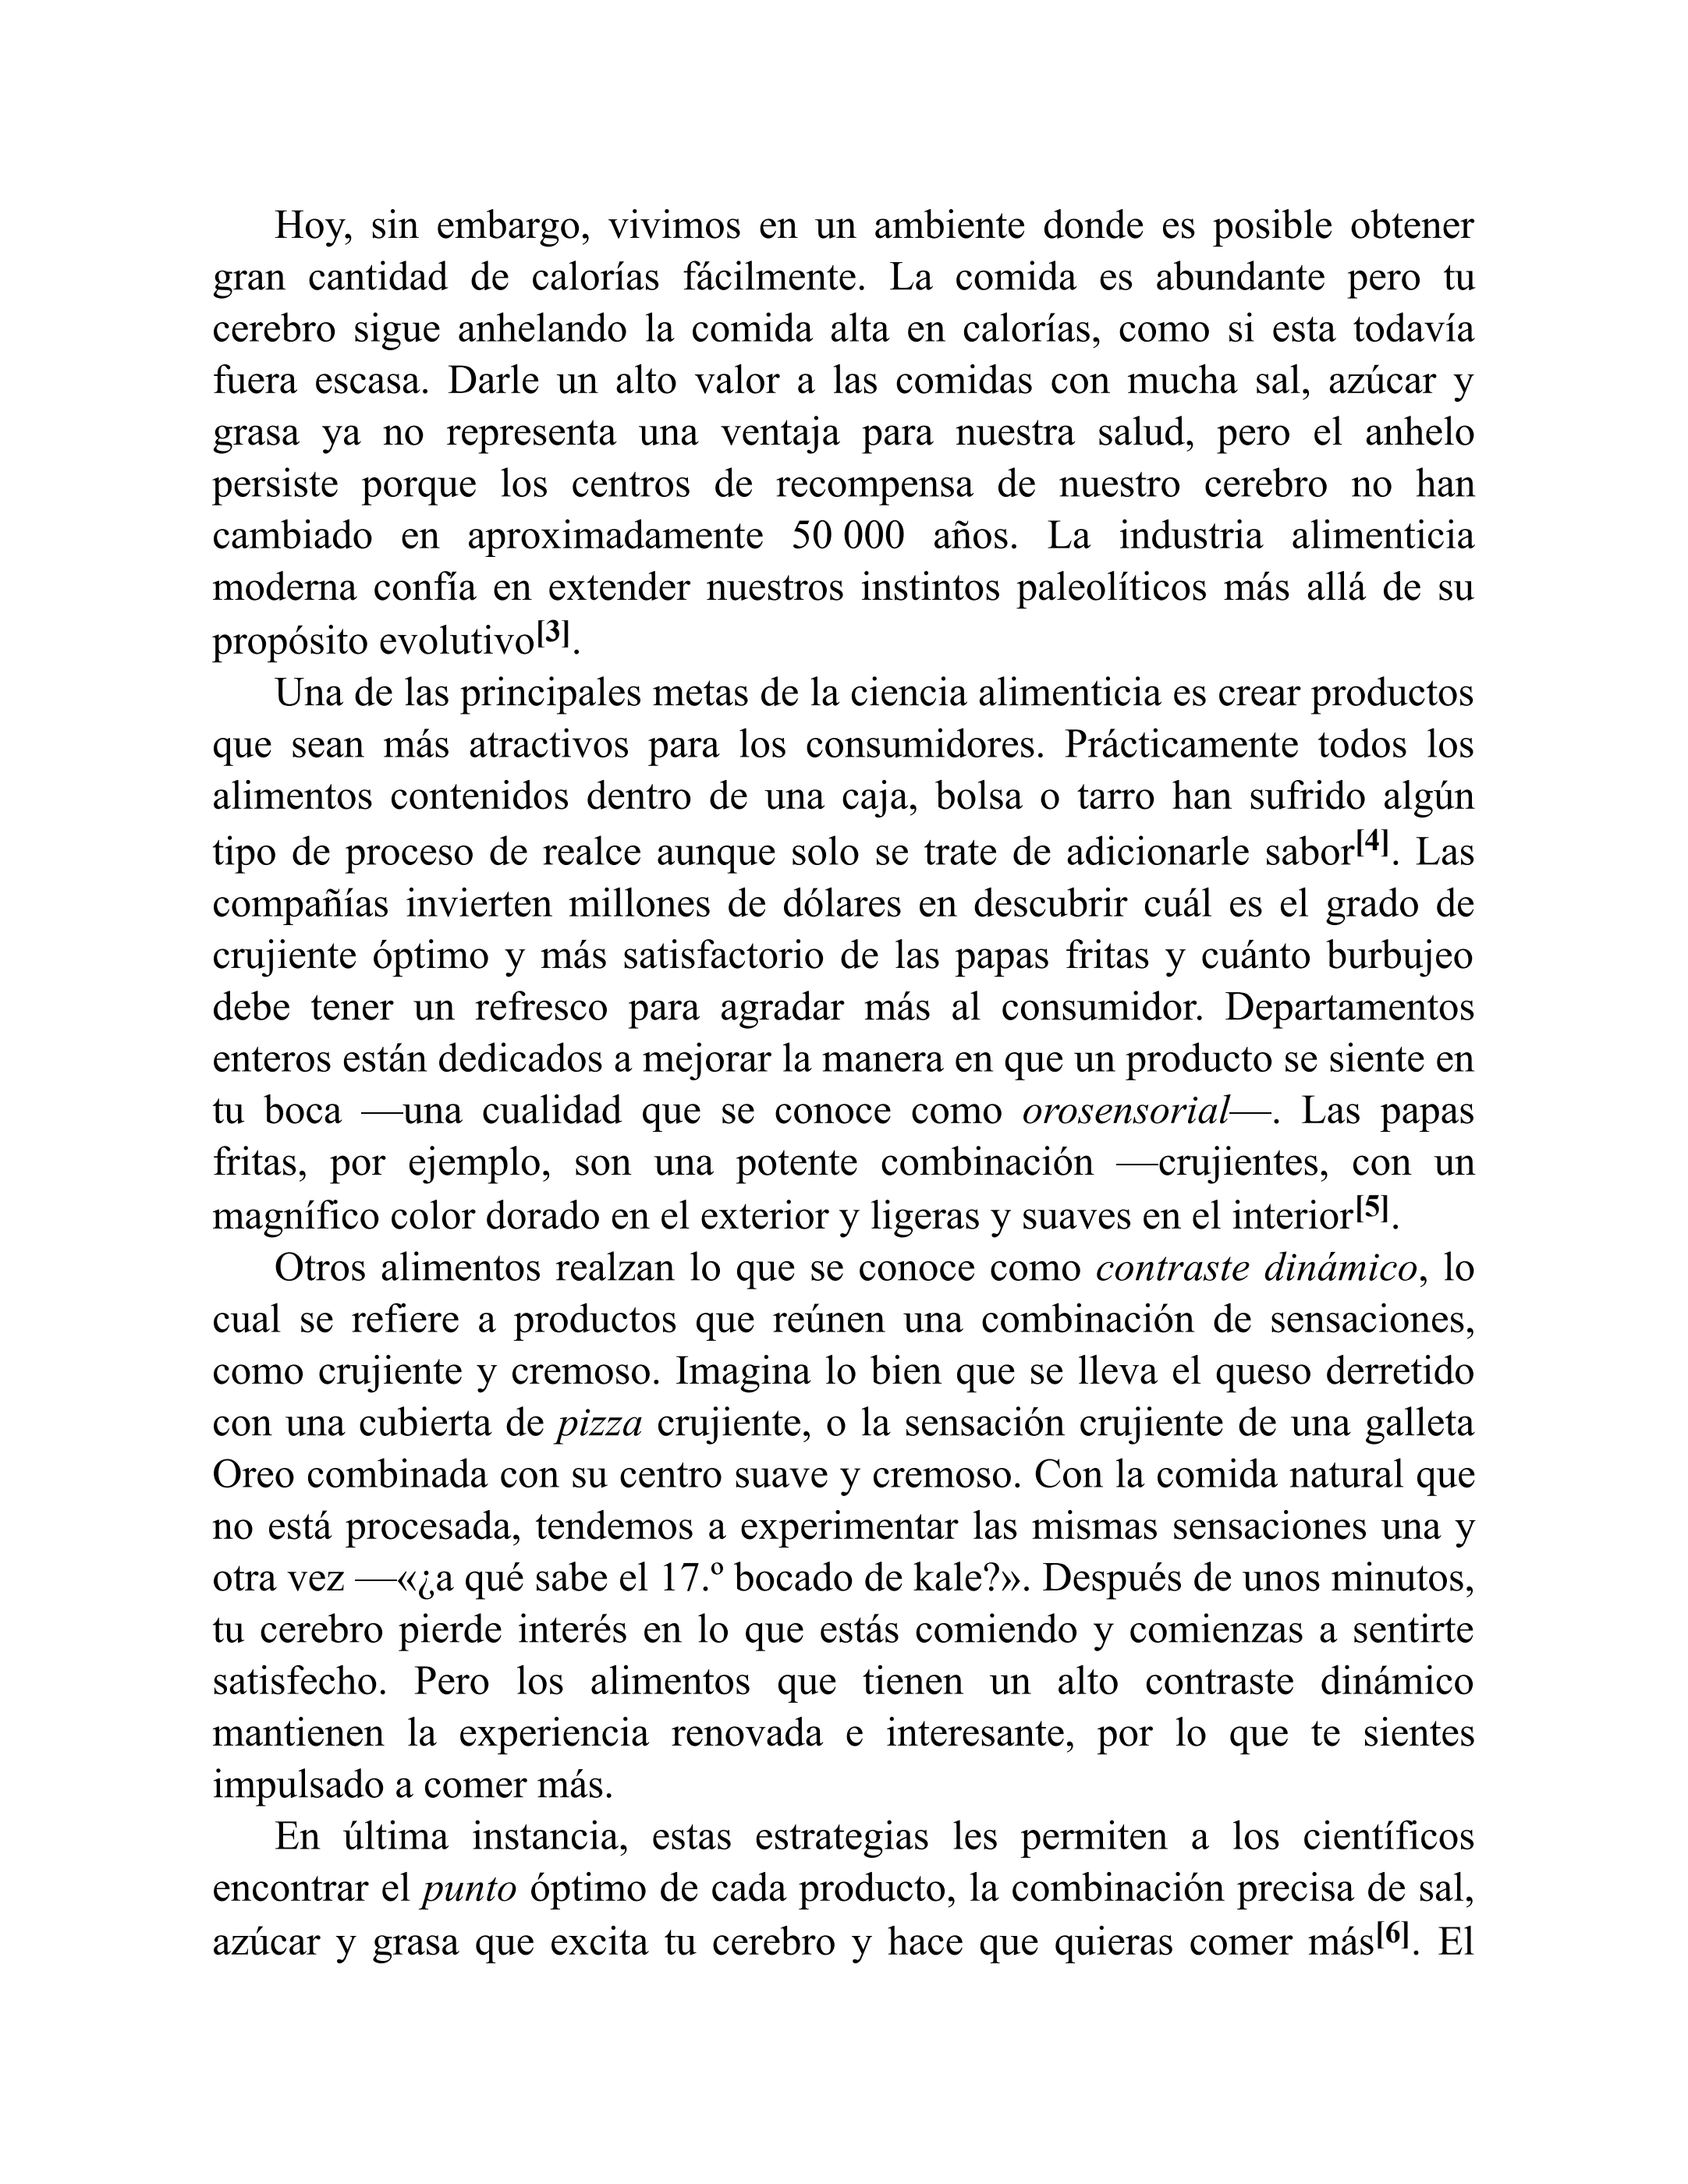 Hoy, sin embargo, vivimos en un ambiente donde es posible obtener
gran cantidad de calorías fácilmente. La comida es abundante pero tu
cerebro sigue anhelando la comida alta en calorías, como si esta todavía
fuera escasa. Darle un alto valor a las comidas con mucha sal, azúcar y
grasa ya no representa una ventaja para nuestra salud, pero el anhelo
persiste porque los centros de recompensa de nuestro cerebro no han
cambiado en aproximadamente 50 000 años. La industria alimenticia
moderna confía en extender nuestros instintos paleolíticos más allá de su
propósito evolutivo[3].
Una de las principales metas de la ciencia alimenticia es crear productos
que sean más atractivos para los consumidores. Prácticamente todos los
alimentos contenidos dentro de una caja, bolsa o tarro han sufrido algún
tipo de proceso de realce aunque solo se trate de adicionarle sabor[4]. Las
compañías invierten millones de dólares en descubrir cuál es el grado de
crujiente óptimo y más satisfactorio de las papas fritas y cuánto burbujeo
debe tener un refresco para agradar más al consumidor. Departamentos
enteros están dedicados a mejorar la manera en que un producto se siente en
tu boca —una cualidad que se conoce como orosensorial—. Las papas
fritas, por ejemplo, son una potente combinación —crujientes, con un
magnífico color dorado en el exterior y ligeras y suaves en el interior[5].
Otros alimentos realzan lo que se conoce como contraste dinámico, lo
cual se refiere a productos que reúnen una combinación de sensaciones,
como crujiente y cremoso. Imagina lo bien que se lleva el queso derretido
con una cubierta de pizza crujiente, o la sensación crujiente de una galleta
Oreo combinada con su centro suave y cremoso. Con la comida natural que
no está procesada, tendemos a experimentar las mismas sensaciones una y
otra vez —«¿a qué sabe el 17.º bocado de kale?». Después de unos minutos,
tu cerebro pierde interés en lo que estás comiendo y comienzas a sentirte
satisfecho. Pero los alimentos que tienen un alto contraste dinámico
mantienen la experiencia renovada e interesante, por lo que te sientes
impulsado a comer más.
En última instancia, estas estrategias les permiten a los científicos
encontrar el punto óptimo de cada producto, la combinación precisa de sal,
azúcar y grasa que excita tu cerebro y hace que quieras comer más[6]. El